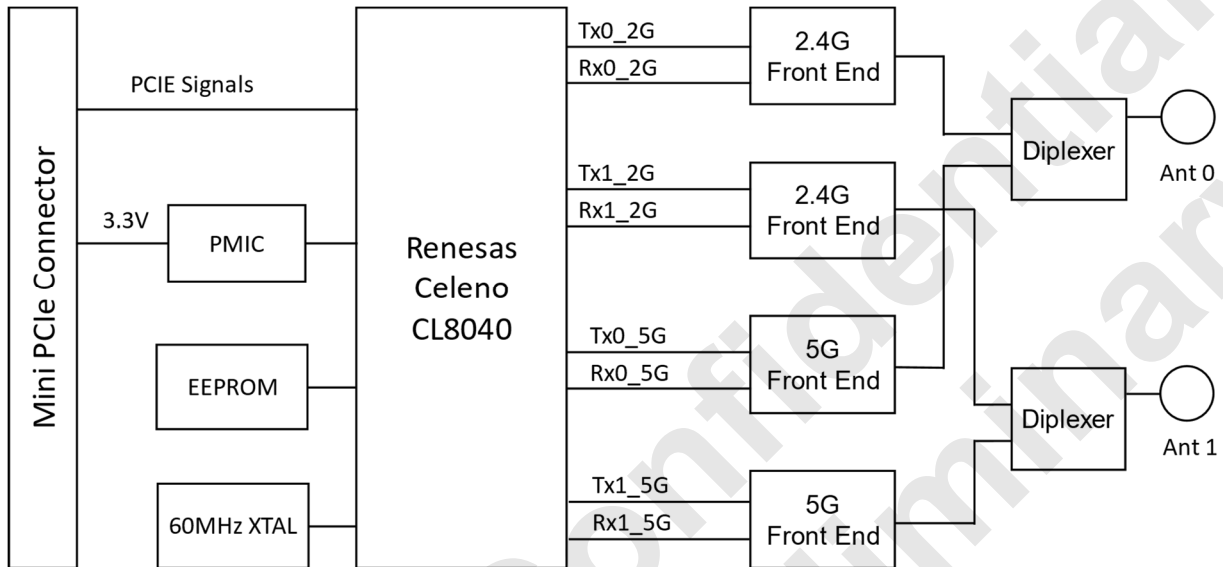 Mini PCIe Connector
PCIE Signals
3.3V
PMIC
EEPROM
60MHz XTAL
Renesas
Celeno
CL8040
Tx0_2G
Rx0_2G
Tx1_2G
Rx1_2G
Tx0_5G
Rx0_5G
Tx1_5G
Rx1_5G
2.4G
Front End
2.4G
Front End
5G
Front End
5G
Front End
Diplexer
Ant 0
Diplexer
Ant 1
Confidential